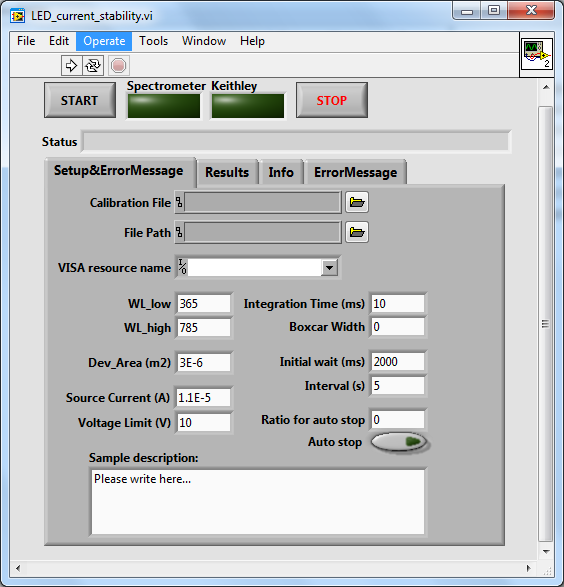 LED_current_stability.vi
File Edit Operate Tools Window Help
2
START Spectrometer Keithley STOP
Status
Setup&ErrorMessage Results Info ErrorMessage
Calibration File
File Path
VISA resource name I/O
WL_low 365 Integration Time (ms) 10
WL_high 785 Boxcar Width 0
Dev_Area (m2) 3E-6 Initial wait (ms) 2000
Interval (s) 5
Source Current (A) 1.1E-5
Voltage Limit (V) 10 Ratio for auto stop 0
Auto stop
Sample description:
Please write here...